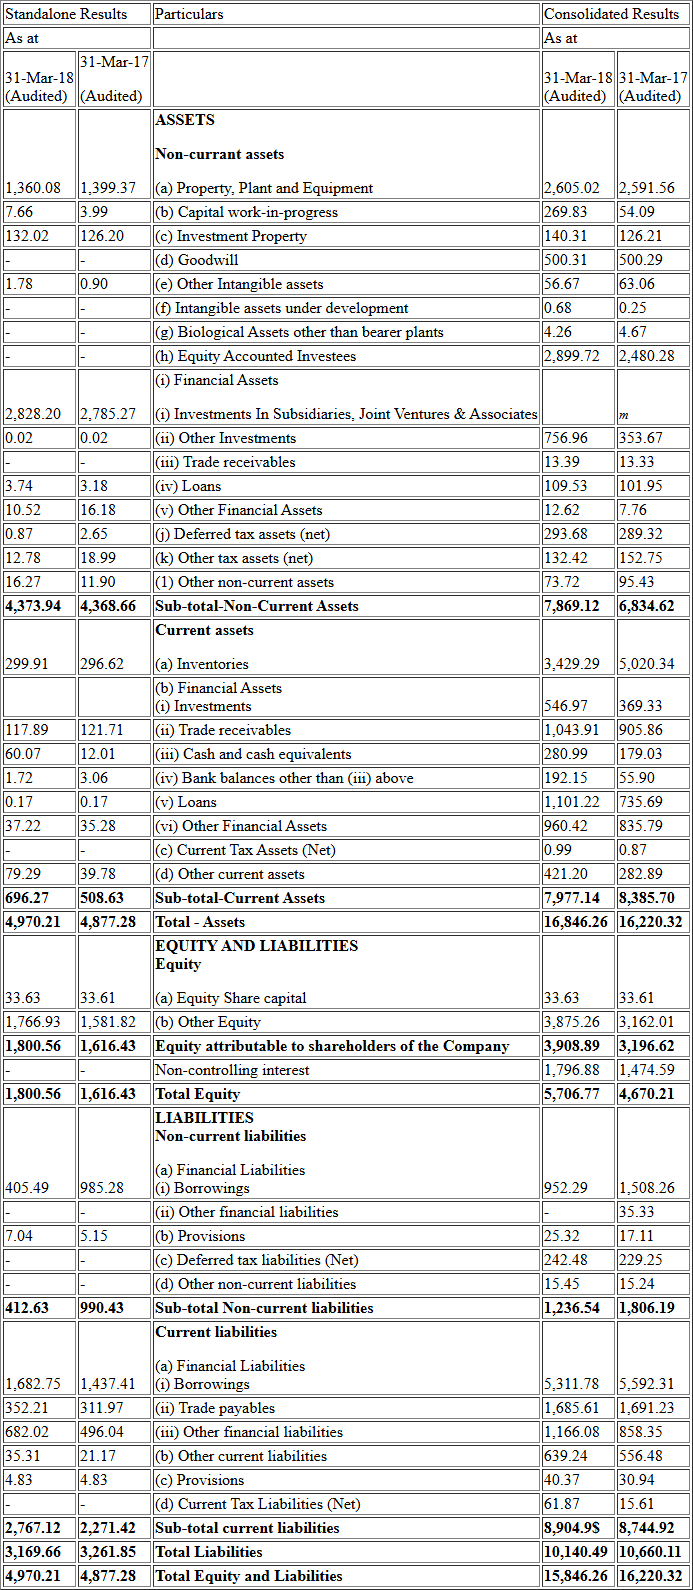 Standalone Results Particulars Consolidated Results
As at As at
31-Mar-18 (Audited) 31-Mar-17 (Audited) 31-Mar-18 (Audited) 31-Mar-17 (Audited)
ASSETS
Non-currant assets
1,360.08 1,399.37 (a) Property, Plant and Equipment 2,605.02 2,591.56
7.66 3.99 (b) Capital work-in-progress 269.83 54.09
132.02 126.20 (c) Investment Property 140.31 126.21
- - (d) Goodwill 500.31 500.29
1.78 0.90 (e) Other Intangible assets 56.67 63.06
- - (f) Intangible assets under development 0.68 0.25
- - (g) Biological Assets other than bearer plants 4.26 4.67
- - (h) Equity Accounted Investees 2,899.72 2,480.28
(i) Financial Assets
2,828.20 2,785.27 (i) Investments In Subsidiaries, Joint Ventures & Associates m
0.02 0.02 (ii) Other Investments 756.96 353.67
- - (iii) Trade receivables 13.39 13.33
3.74 3.18 (iv) Loans 109.53 101.95
10.52 16.18 (v) Other Financial Assets 12.62 7.76
0.87 2.65 (j) Deferred tax assets (net) 293.68 289.32
12.78 18.99 (k) Other tax assets (net) 132.42 152.75
16.27 11.90 (1) Other non-current assets 73.72 95.43
4,373.94 4,368.66 Sub-total-Non-Current Assets 7,869.12 6,834.62
Current assets
299.91 296.62 (a) Inventories 3,429.29 5,020.34
(b) Financial Assets
(i) Investments 546.97 369.33
117.89 121.71 (ii) Trade receivables 1,043.91 905.86
60.07 12.01 (iii) Cash and cash equivalents 280.99 179.03
1.72 3.06 (iv) Bank balances other than (iii) above 192.15 55.90
0.17 0.17 (v) Loans 1,101.22 735.69
37.22 35.28 (vi) Other Financial Assets 960.42 835.79
- - (c) Current Tax Assets (Net) 0.99 0.87
79.29 39.78 (d) Other current assets 421.20 282.89
696.27 508.63 Sub-total-Current Assets 7,977.14 8,385.70
4,970.21 4,877.28 Total - Assets 16,846.26 16,220.32
EQUITY AND LIABILITIES
Equity
33.63 33.61 (a) Equity Share capital 33.63 33.61
1,766.93 1,581.82 (b) Other Equity 3,875.26 3,162.01
1,800.56 1,616.43 Equity attributable to shareholders of the Company 3,908.89 3,196.62
- - Non-controlling interest 1,796.88 1,474.59
1,800.56 1,616.43 Total Equity 5,706.77 4,670.21
LIABILITIES
Non-current liabilities
(a) Financial Liabilities
405.49 985.28 (i) Borrowings 952.29 1,508.26
- - (ii) Other financial liabilities - 35.33
7.04 5.15 (b) Provisions 25.32 17.11
- - (c) Deferred tax liabilities (Net) 242.48 229.25
- - (d) Other non-current liabilities 15.45 15.24
412.63 990.43 Sub-total Non-current liabilities 1,236.54 1,806.19
Current liabilities
(a) Financial Liabilities
1,682.75 1,437.41 (i) Borrowings 5,311.78 5,592.31
352.21 311.97 (ii) Trade payables 1,685.61 1,691.23
682.02 496.04 (iii) Other financial liabilities 1,166.08 858.35
35.31 21.17 (b) Other current liabilities 639.24 556.48
4.83 4.83 (c) Provisions 40.37 30.94
- - (d) Current Tax Liabilities (Net) 61.87 15.61
2,767.12 2,271.42 Sub-total current liabilities 8,904.9$ 8,744.92
3,169.66 3,261.85 Total Liabilities 10,140.49 10,660.11
4,970.21 4,877.28 Total Equity and Liabilities 15,846.26 16,220.32